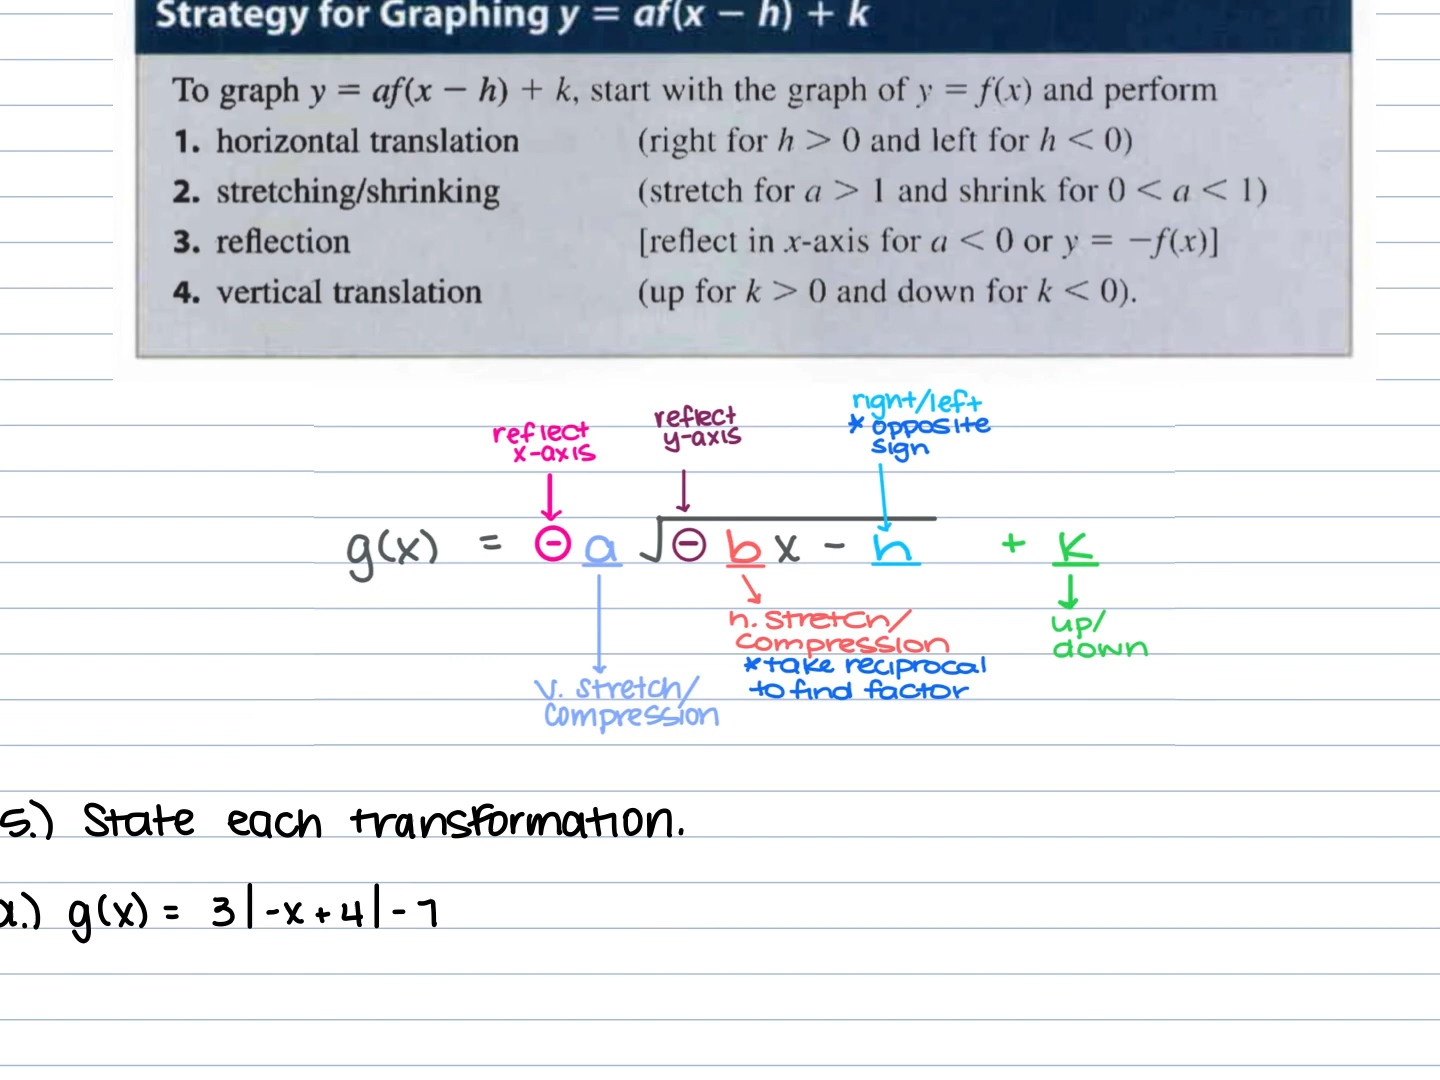 Strategy for Graphing y = af(x − h) + k
To graph y = af(x − h) + k, start with the graph of y = f(x) and perform
1. horizontal translation (right for h > 0 and left for h < 0)
2. stretching/shrinking (stretch for a > 1 and shrink for 0 < a < 1)
3. reflection [reflect in x-axis for a < 0 or y = −f(x)]
4. vertical translation (up for k > 0 and down for k < 0).
reflect
x-axis
reflect
y-axis
right/left
* opposite
sign
g(x) = - a √- b x - h + k
v. stretch/
compression
h. stretch/
compression
*take reciprocal
to find factor
up/
down
5.) State each transformation.
a.) g(x) = 3|-x+4|-7